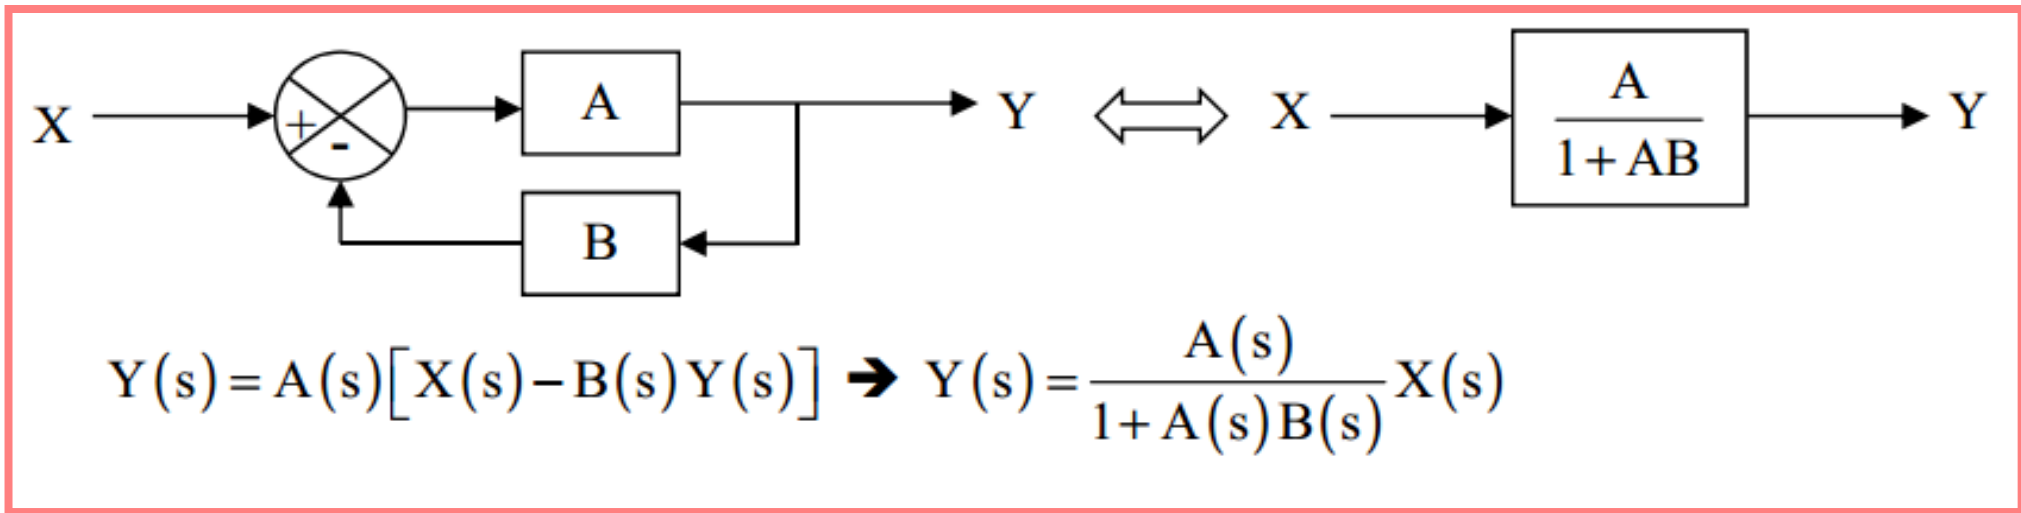 X + - A Y ⇔ X A Y
1+AB
B
Y(s)=A(s)[X(s)−B(s)Y(s)] ➔ Y(s)=A(s)/(1+A(s)B(s)) X(s)